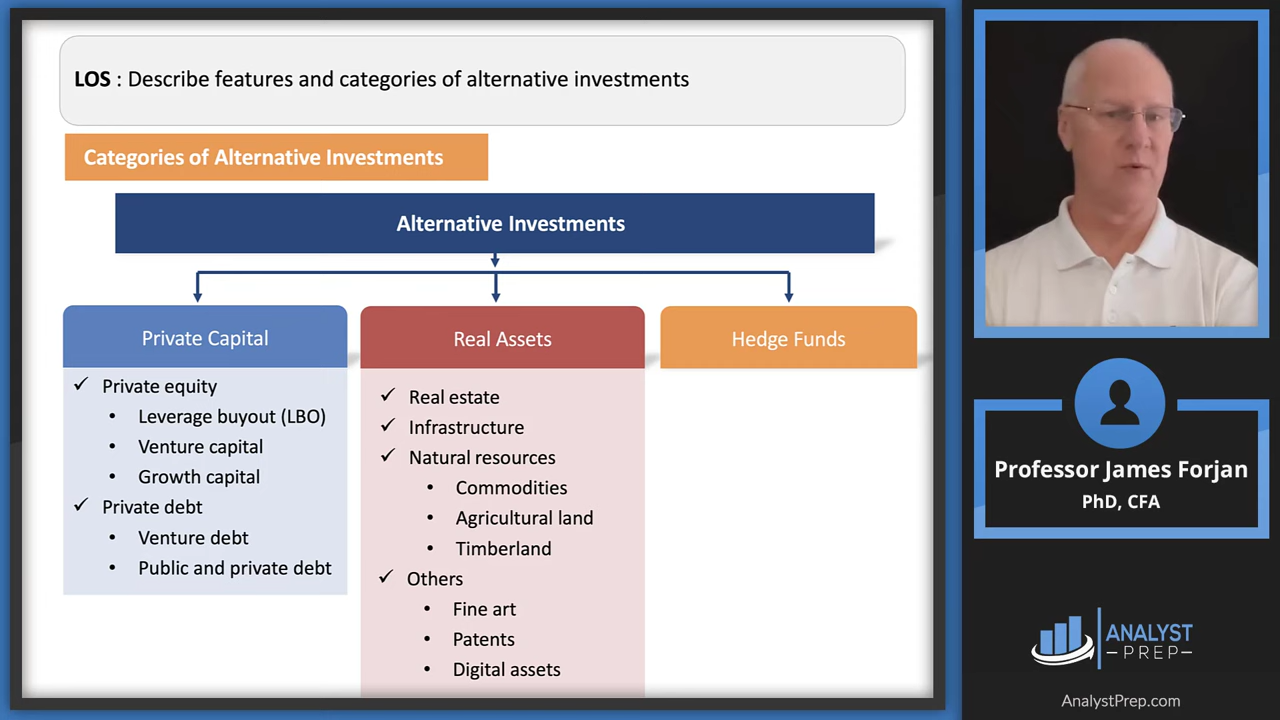 LOS : Describe features and categories of alternative investments
Categories of Alternative Investments
Alternative Investments
Private Capital
✓ Private equity
• Leverage buyout (LBO)
• Venture capital
• Growth capital
✓ Private debt
• Venture debt
• Public and private debt
Real Assets
✓ Real estate
✓ Infrastructure
✓ Natural resources
• Commodities
• Agricultural land
• Timberland
✓ Others
• Fine art
• Patents
• Digital assets
Hedge Funds
Professor James Forjan
PhD, CFA
ANALYST
PREP
AnalystPrep.com